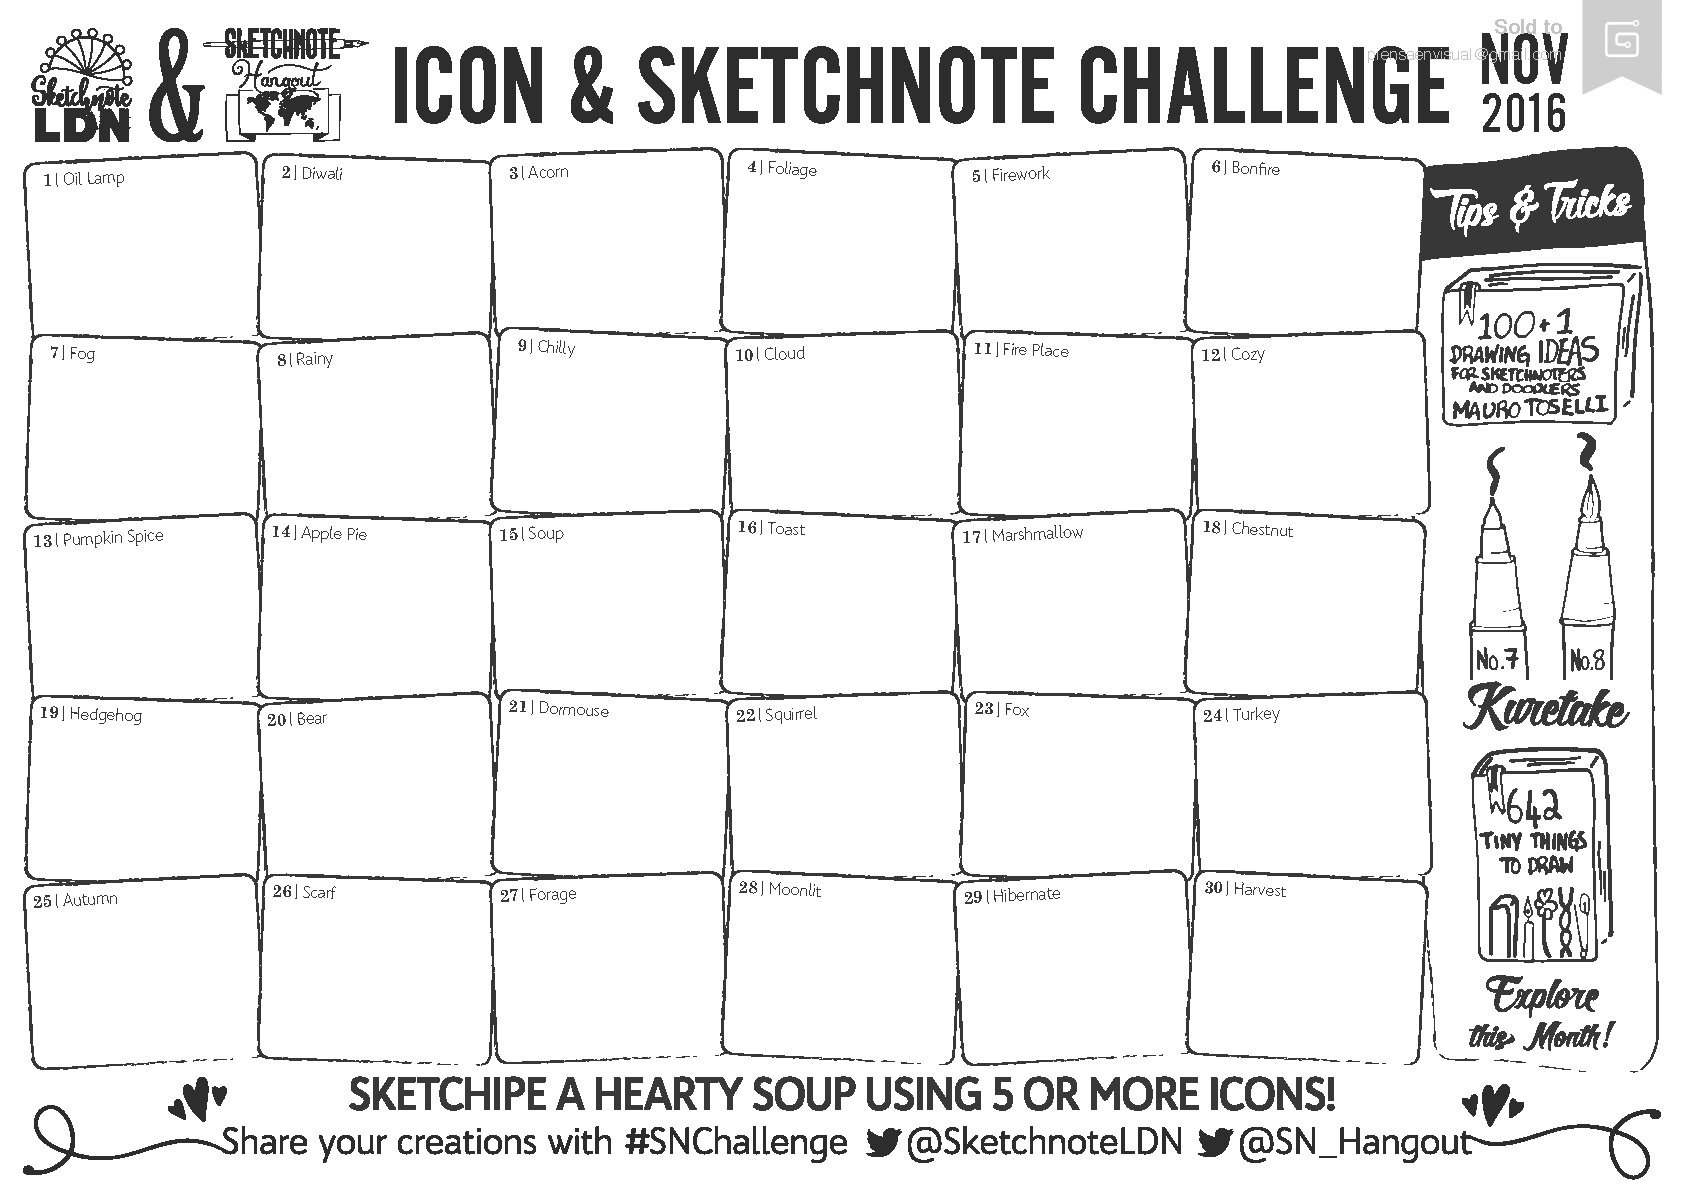 Sketchnote
LDN
&
SKETCHNOTE
Hangout
ICON & SKETCHNOTE CHALLENGE
Sold to
piensaenvisual@gmail.com
NOV
2016
1| Oil Lamp
2| Diwali
3| Acorn
4| Foliage
5| Firework
6| Bonfire
7| Fog
8| Rainy
9| Chilly
10| Cloud
11| Fire Place
12| Cozy
13| Pumpkin Spice
14| Apple Pie
15| Soup
16| Toast
17| Marshmallow
18| Chestnut
19| Hedgehog
20| Bear
21| Dormouse
22| Squirrel
23| Fox
24| Turkey
25| Autumn
26| Scarf
27| Forage
28| Moonlit
29| Hibernate
30| Harvest
Tips & Tricks
100+1
DRAWING IDEAS
FOR SKETCHNOTERS
AND DOODLERS
MAURO TOSELLI
No.7
No.8
Kuretake
642
TINY THINGS
TO DRAW
Explore
this Month!
SKETCHIPE A HEARTY SOUP USING 5 OR MORE ICONS!
Share your creations with #SNChallenge @SketchnoteLDN @SN_Hangout